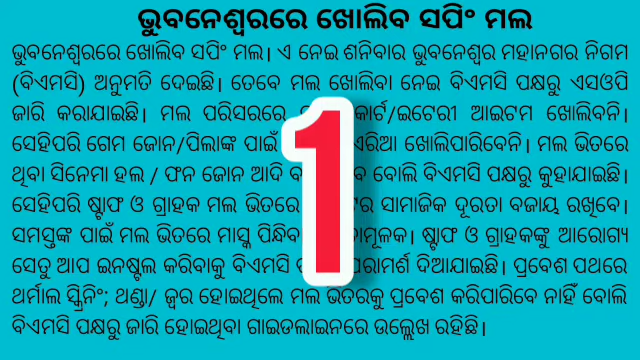 ଭୁବନେଶ୍ୱରରେ ଖୋଲିବ ସପିଂ ମଲ
ଭୁବନେଶ୍ୱରରେ ଖୋଲିବ ସପିଂ ମଲ। ଏ ନେଇ ଶନିବାର ଭୁବନେଶ୍ୱର ମହାନଗର ନିଗମ
(ବିଏମସି) ଅନୁମତି ଦେଇଛି। ତେବେ ମଲ ଖୋଲିବା ନେଇ ବିଏମସି ପକ୍ଷରୁ ଏସଓପି
ଜାରି କରାଯାଇଛି। ମଲ ପରିସରରେ କାର୍ଟ/ଇଟେରୀ ଆଇଟମ ଖୋଲିବନି।
ସେହିପରି ଗେମ ଜୋନ/ପିଲାଙ୍କ ପାଇଁ ଏରିଆ ଖୋଲିପାରିବେନି। ମଲ ଭିତରେ
ଥିବା ସିନେମା ହଲ / ଫନ ଜୋନ ଆଦି ବୋଲି ବିଏମସି ପକ୍ଷରୁ କୁହାଯାଇଛି।
ସେହିପରି ଷ୍ଟାଫ ଓ ଗ୍ରାହକ ମଲ ଭିତରେ ସାମାଜିକ ଦୂରତା ବଜାୟ ରଖିବେ।
ସମସ୍ତଙ୍କ ପାଇଁ ମଲ ଭିତରେ ମାସ୍କ ପିନ୍ଧିବା। ଷ୍ଟାଫ ଓ ଗ୍ରାହକଙ୍କୁ ଆରୋଗ୍ୟ
ସେତୁ ଆପ ଇନଷ୍ଟଲ କରିବାକୁ ବିଏମସି ପରାମର୍ଶ ଦିଆଯାଇଛି। ପ୍ରବେଶ ପଥରେ
ଥର୍ମାଲ ସ୍କ୍ରିନିଂ; ଥଣ୍ଡା/ ଜ୍ୱର ହୋଇଥିଲେ ମଲ ଭିତରକୁ ପ୍ରବେଶ କରିପାରିବେ ନାହିଁ ବୋଲି
ବିଏମସି ପକ୍ଷରୁ ଜାରି ହୋଇଥିବା ଗାଇଡଲାଇନରେ ଉଲ୍ଲେଖ ରହିଛି।
1